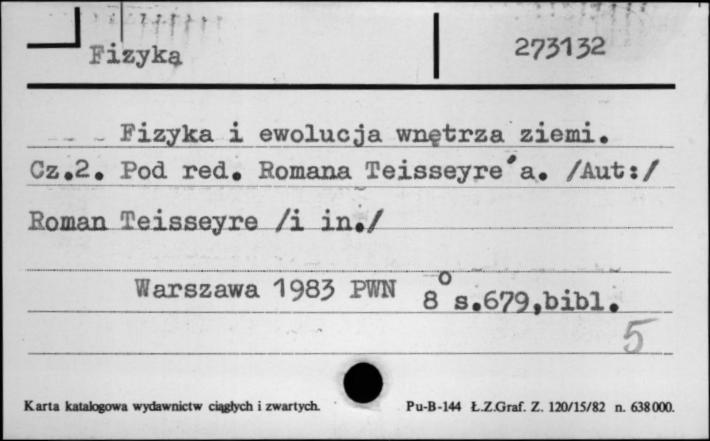 Fizyka
273132
Fizyka i ewolucja wnętrza ziemi.
Cz.2. Pod red. Romana Teisseyre'a. /Aut:/
Roman Teisseyre /i in./
Warszawa 1983 PWN 8° s.679,bibl.
5
Karta katalogowa wydawnictw ciągłych i zwartych. Pu-B-144 Ł.Z.Graf. Z. 120/15/82 n. 638000.